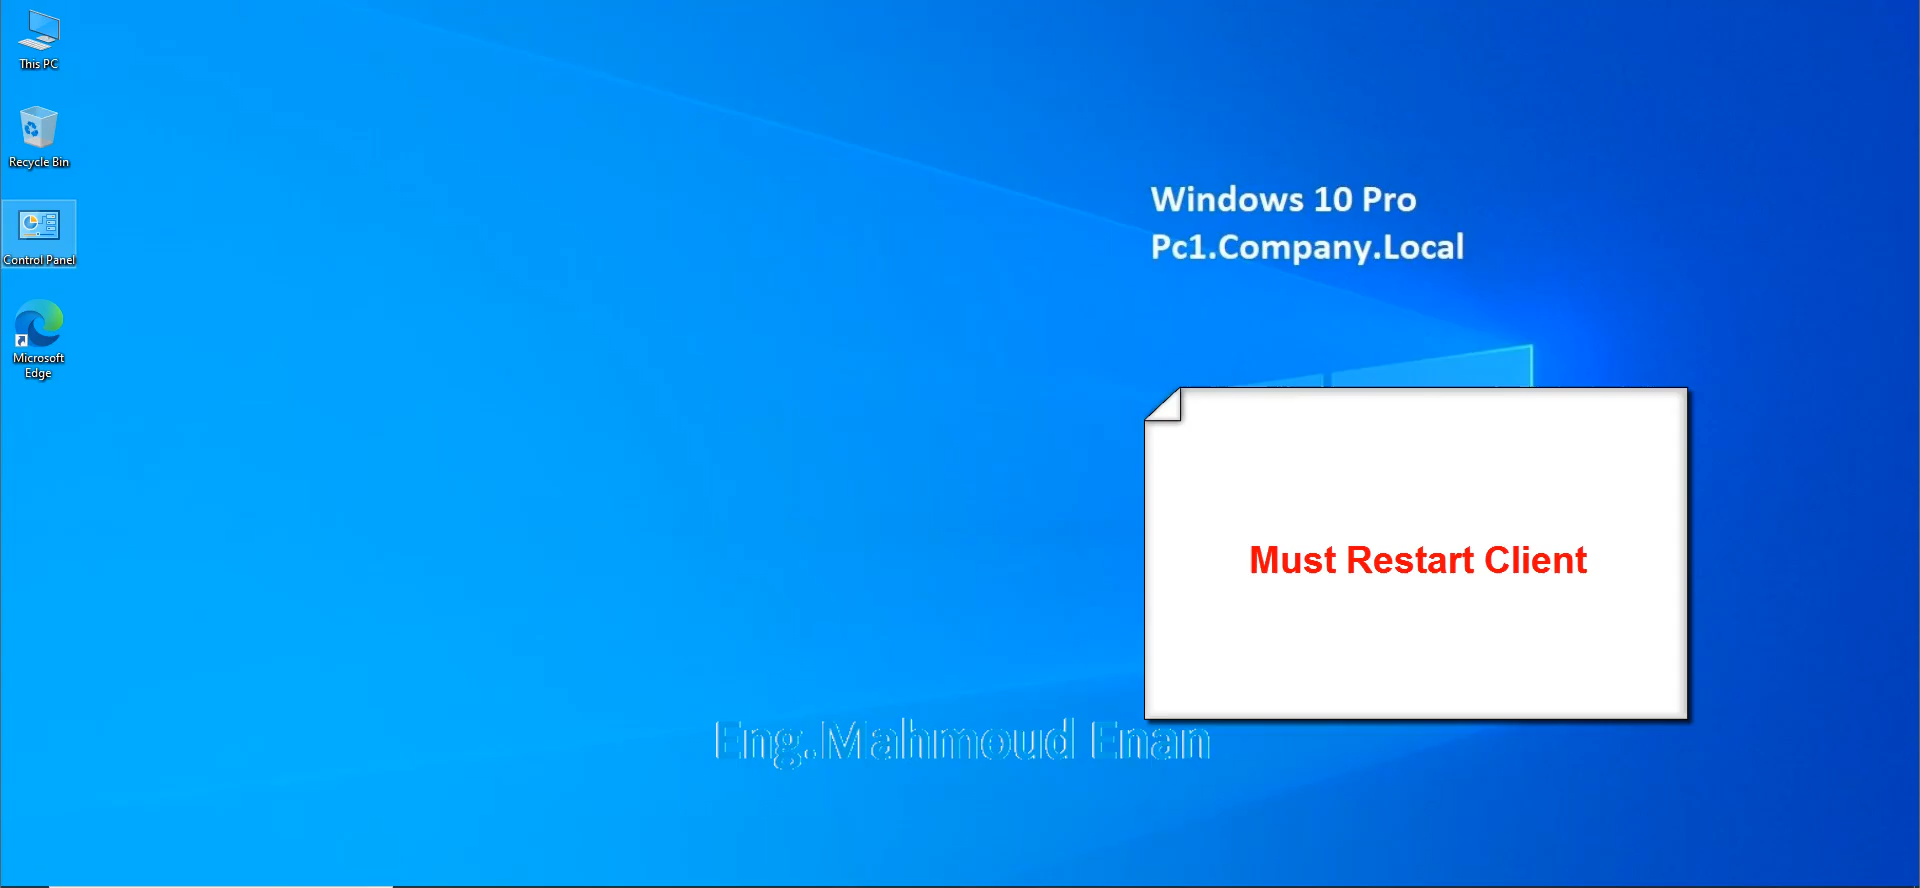 This PC
Recycle Bin
Control Panel
Microsoft
Edge
Windows 10 Pro
Pc1.Company.Local
Must Restart Client
Eng.Mahmoud Enan